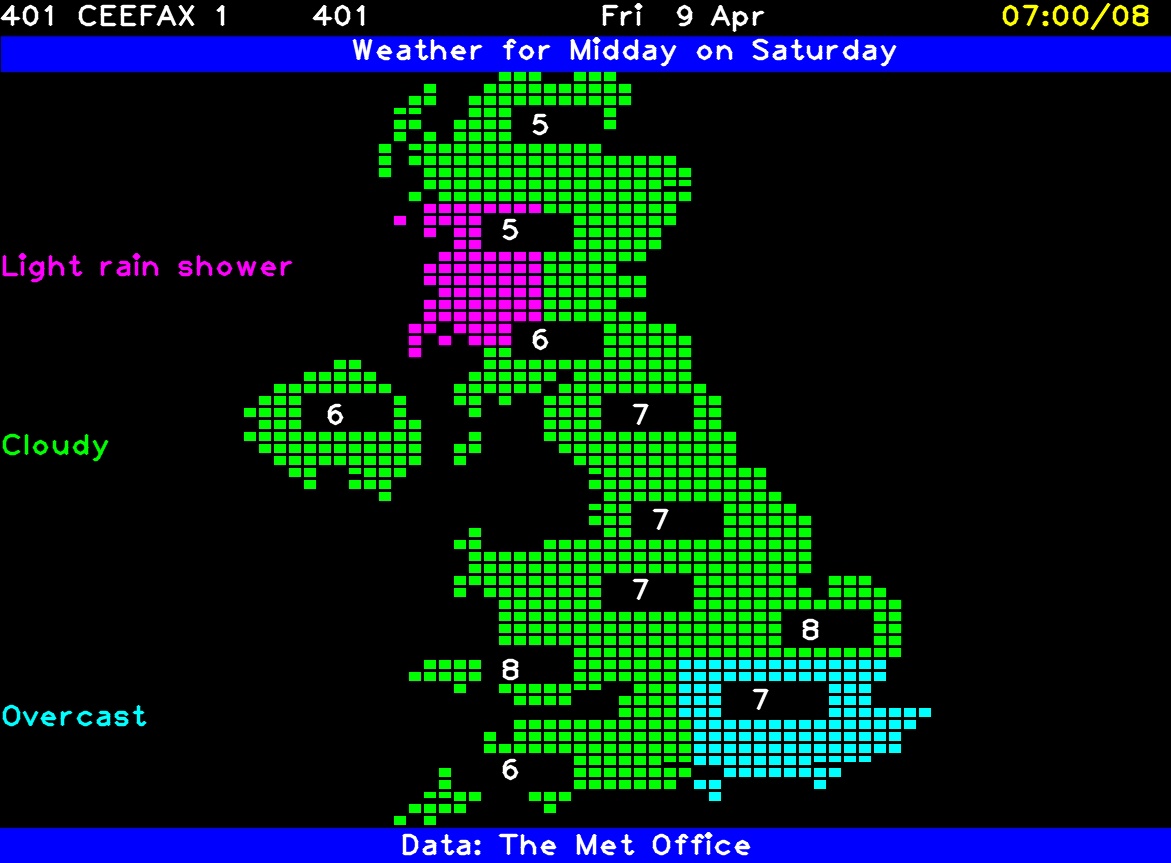 401 CEEFAX 1 401 Fri 9 Apr 07:00/08
Weather for Midday on Saturday
5
5
Light rain shower
6
6 7
Cloudy
7
7
8
8
7
Overcast
6
Data: The Met Office